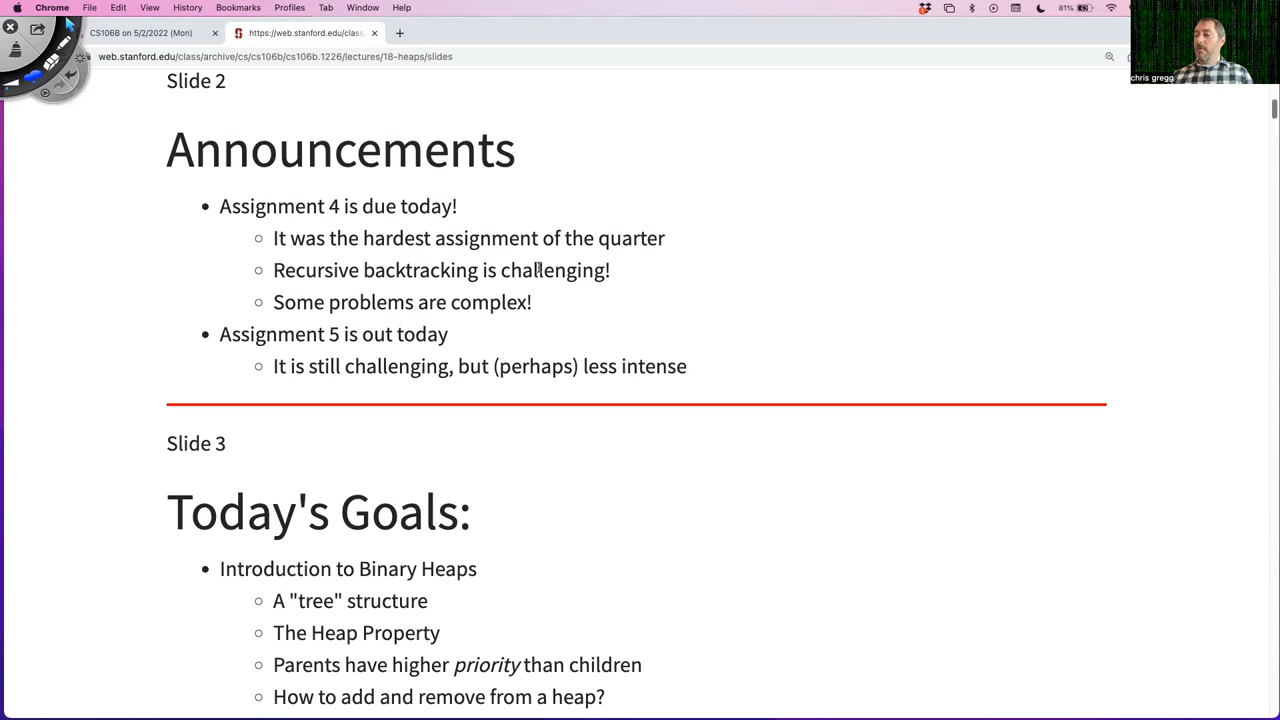 Chrome File Edit View History Bookmarks Profiles Tab Window Help 81%
CS106B on 5/2/2022 (Mon)
https://web.stanford.edu/class
web.stanford.edu/class/archive/cs/cs106b/cs106b.1226/lectures/18-heaps/slides
chris gregg
Slide 2
Announcements
• Assignment 4 is due today!
◦ It was the hardest assignment of the quarter
◦ Recursive backtracking is challenging!
◦ Some problems are complex!
• Assignment 5 is out today
◦ It is still challenging, but (perhaps) less intense
Slide 3
Today's Goals:
• Introduction to Binary Heaps
◦ A "tree" structure
◦ The Heap Property
◦ Parents have higher priority than children
◦ How to add and remove from a heap?